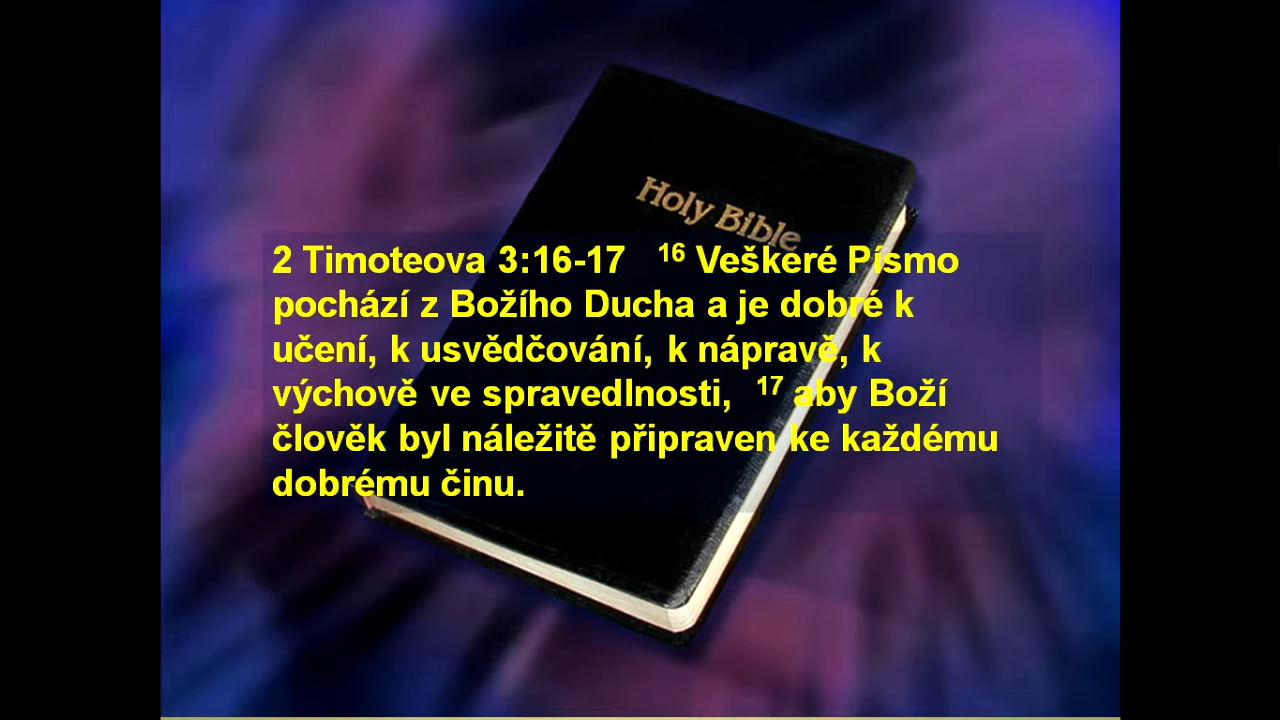 Holy Bible
2 Timoteova 3:16-17 16 Veškeré Písmo
pochází z Božího Ducha a je dobré k
učení, k usvědčování, k nápravě, k
výchově ve spravedlnosti, 17 aby Boží
člověk byl náležitě připraven ke každému
dobrému činu.